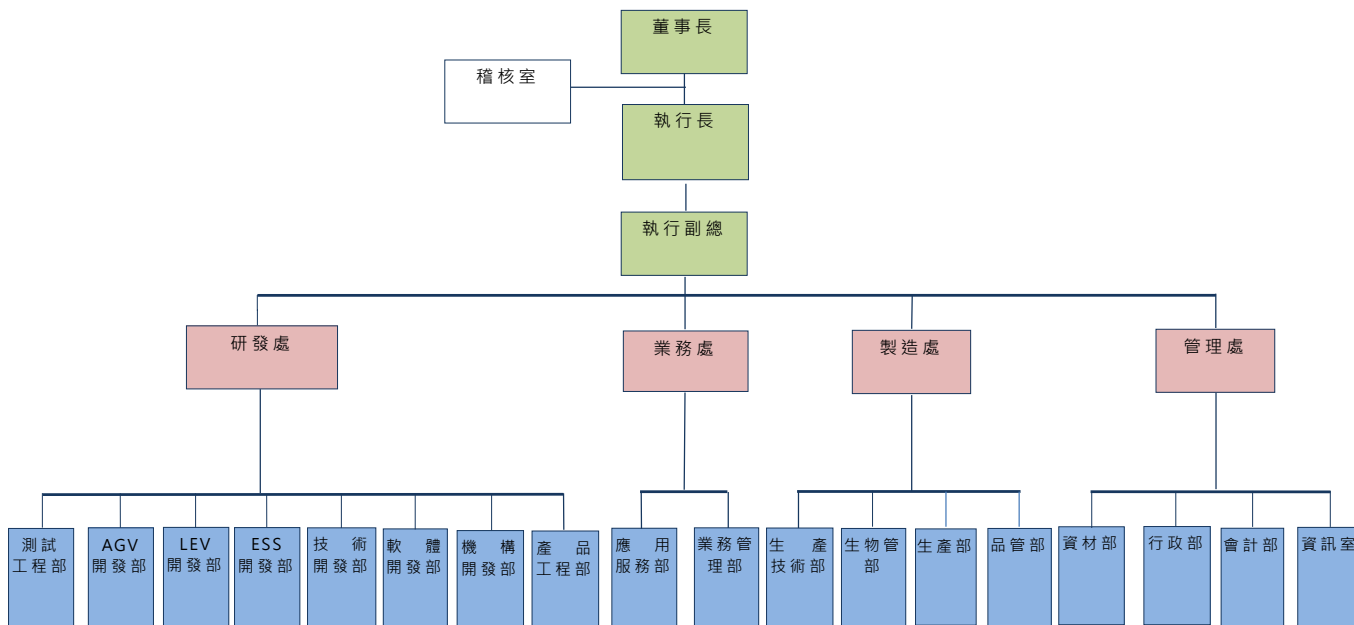 董事長
稽核室
執行長
執行副總
研發處
業務處
製造處
管理處
測試
工程部
AGV
開發部
LEV
開發部
ESS
開發部
技術
開發部
軟體
開發部
機構
開發部
產品
工程部
應用
服務部
業務管
理部
生產
技術部
生物管
部
生產部
品管部
資材部
行政部
會計部
資訊室